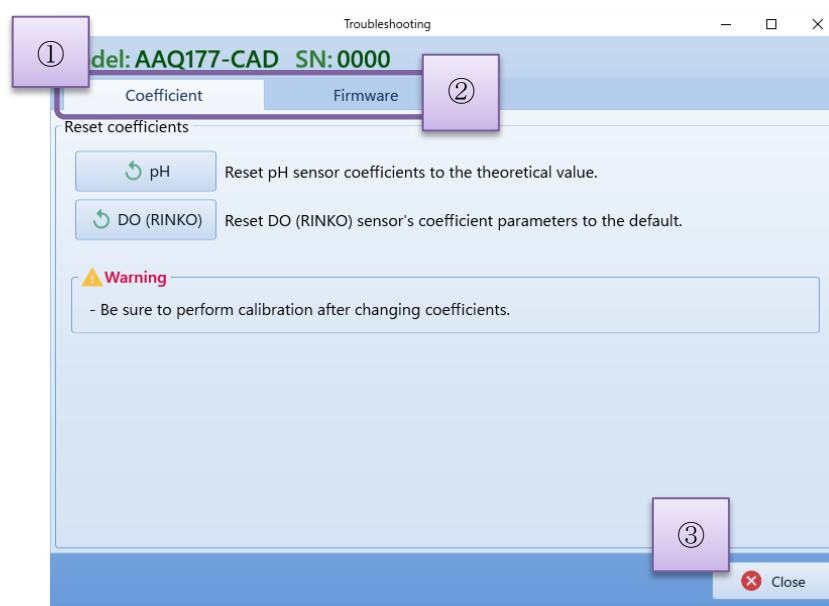 Troubleshooting
①
del: AAQ177-CAD SN: 0000
Coefficient Firmware
②
Reset coefficients
pH Reset pH sensor coefficients to the theoretical value.
DO (RINKO) Reset DO (RINKO) sensor's coefficient parameters to the default.
Warning
- Be sure to perform calibration after changing coefficients.
③
Close